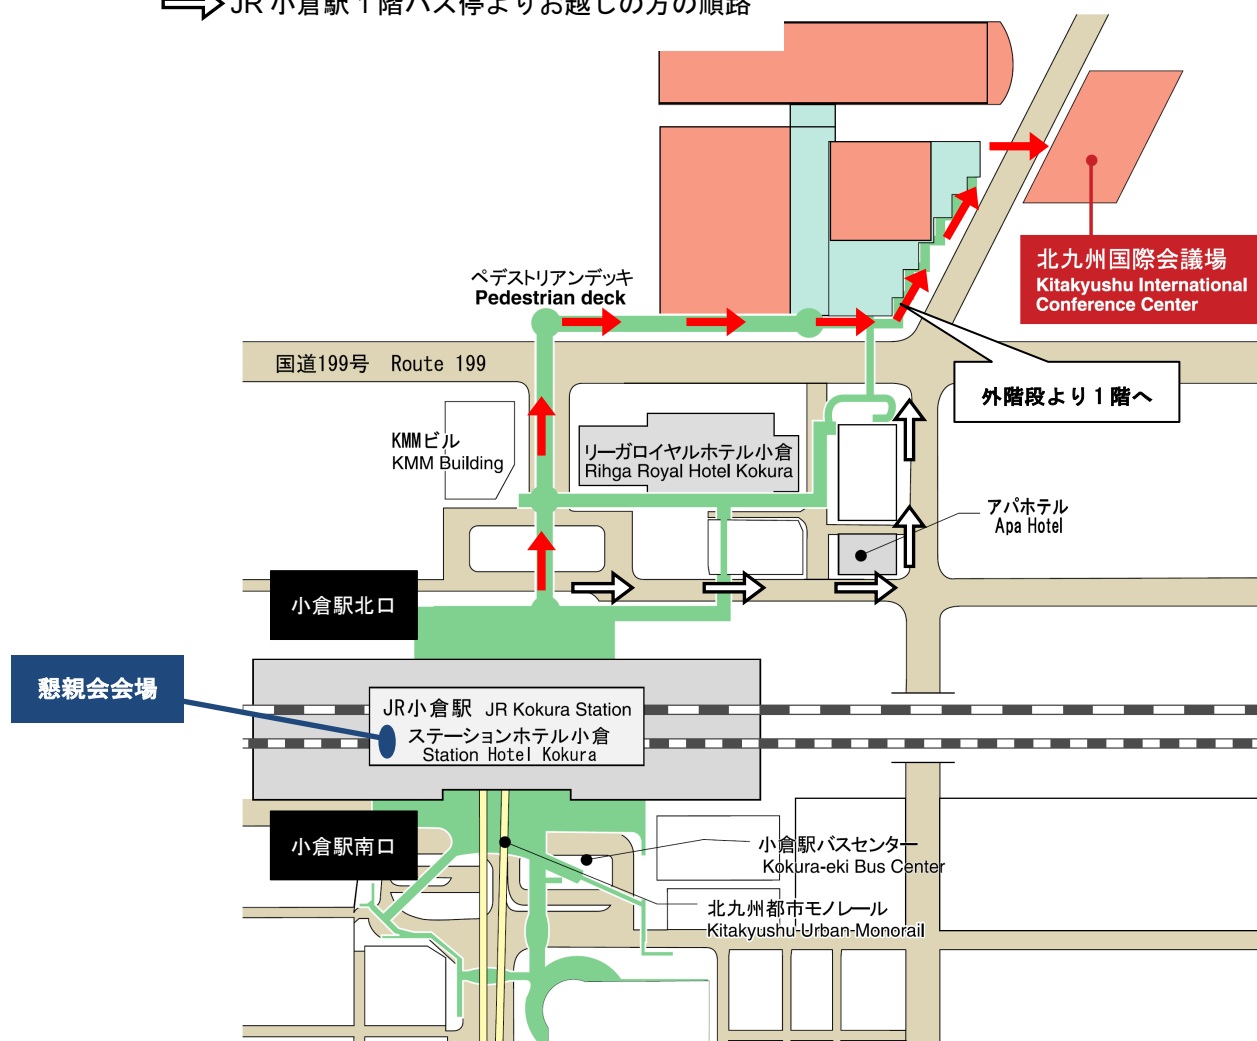 JR 小倉駅 1 階バス停よりお越しの方の順路
ペデストリアンデッキ
Pedestrian deck
北九州国際会議場
Kitakyushu International
Conference Center
国道199号 Route 199
外階段より 1 階へ
KMMビル
KMM Building
リーガロイヤルホテル小倉
Rihga Royal Hotel Kokura
アパホテル
Apa Hotel
小倉駅北口
懇親会会場
JR小倉駅 JR Kokura Station
ステーションホテル小倉
Station Hotel Kokura
小倉駅南口
小倉駅バスセンター
Kokura-eki Bus Center
北九州都市モノレール
Kitakyushu Urban Monorail